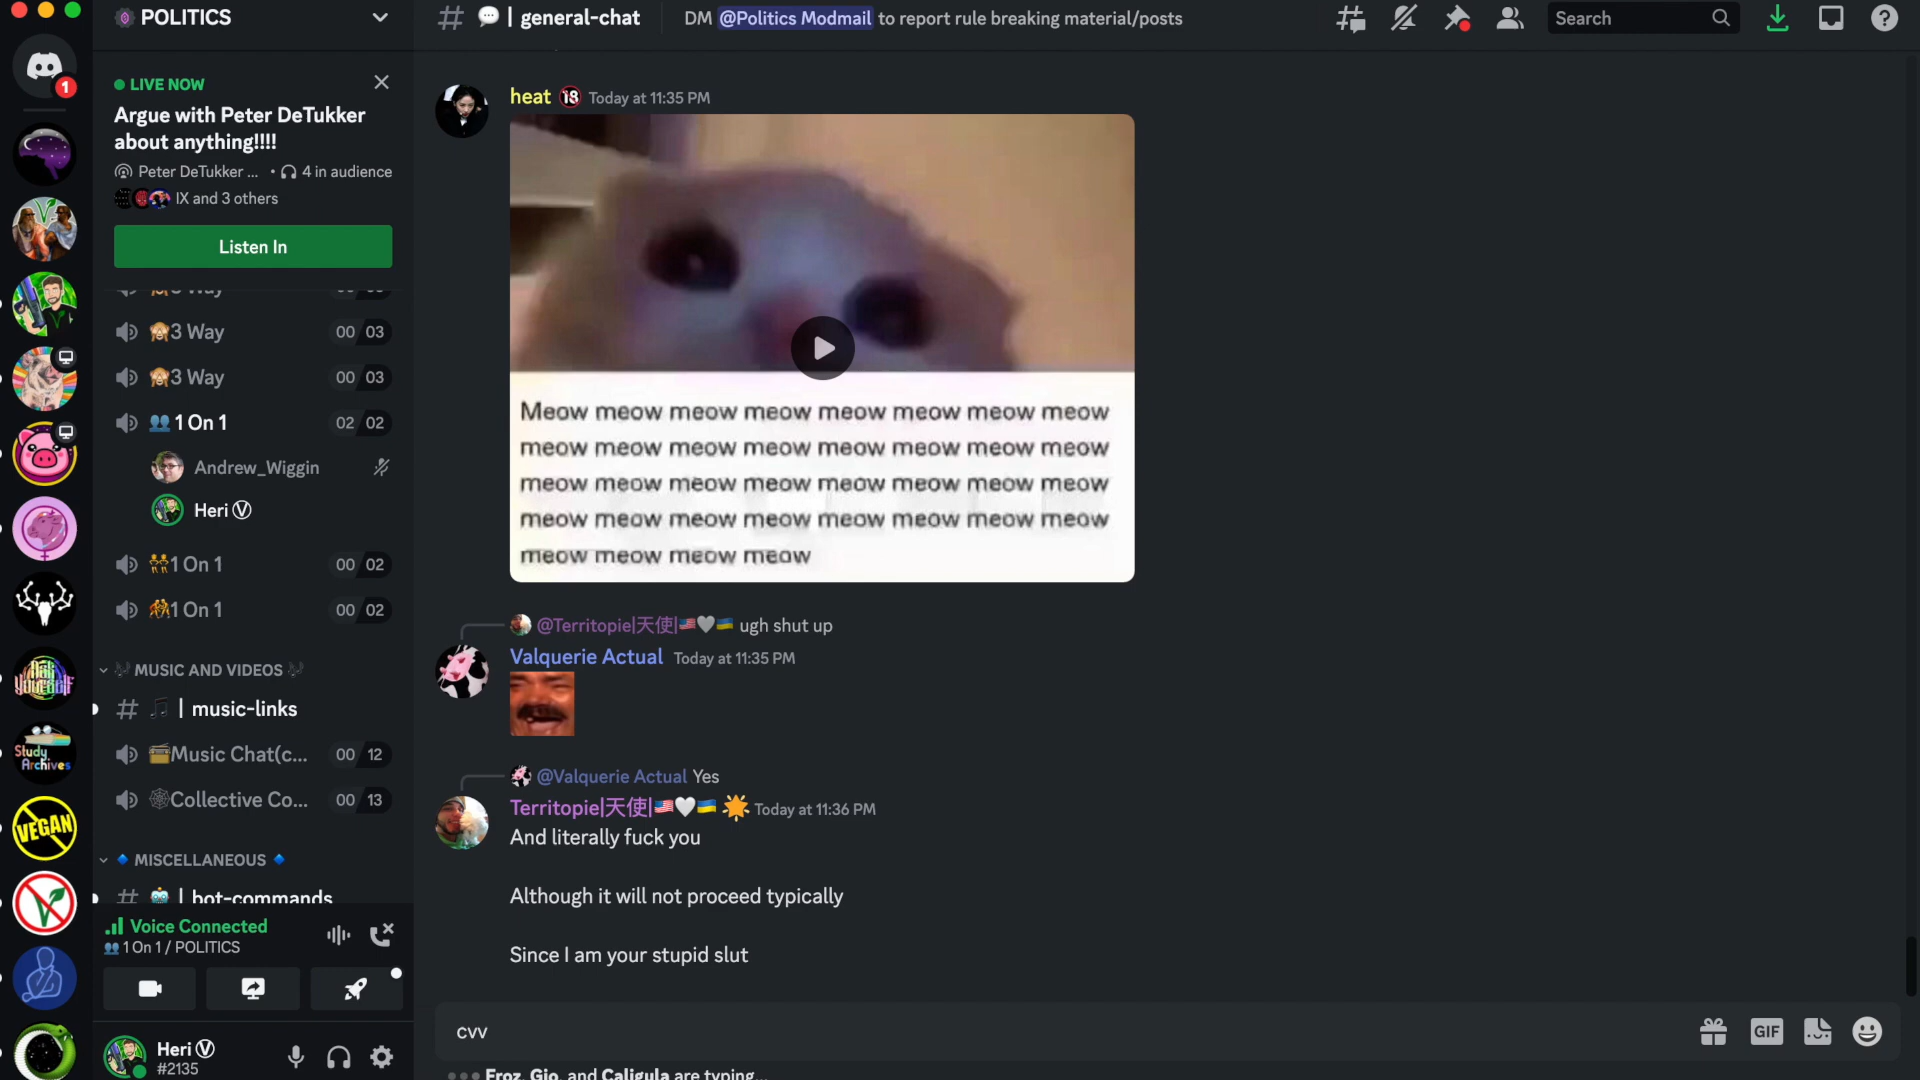 POLITICS
LIVE NOW
Argue with Peter DeTukker
about anything!!!!
Peter DeTukker ... • 4 in audience
IX and 3 others
Listen In
3 Way 00 03
3 Way 00 03
1 On 1 02 02
Andrew_Wiggin
Heri Ⓥ
1 On 1 00 02
1 On 1 00 02
MUSIC AND VIDEOS
| music-links
Music Chat(c... 00 12
Collective Co... 00 13
MISCELLANEOUS
| bot-commands
Voice Connected
1 On 1 / POLITICS
Heri Ⓥ
#2135
1
Ask Yourself
Study
Archives
VEGAN
# 💬 | general-chat
DM @Politics Modmail to report rule breaking material/posts
Search
heat 🔞 Today at 11:35 PM
Meow meow meow meow meow meow meow meow
meow meow meow meow meow meow meow meow
meow meow meow meow meow meow meow meow
meow meow meow meow meow meow meow meow
meow meow meow meow
@Territopie|天使|🇺🇸🤍🇺🇦 ugh shut up
Valquerie Actual Today at 11:35 PM
@Valquerie Actual Yes
Territopie|天使|🇺🇸🤍🇺🇦 Today at 11:36 PM
And literally fuck you
Although it will not proceed typically
Since I am your stupid slut
cvv
GIF
Froz, Gio, and Caligula are typing...